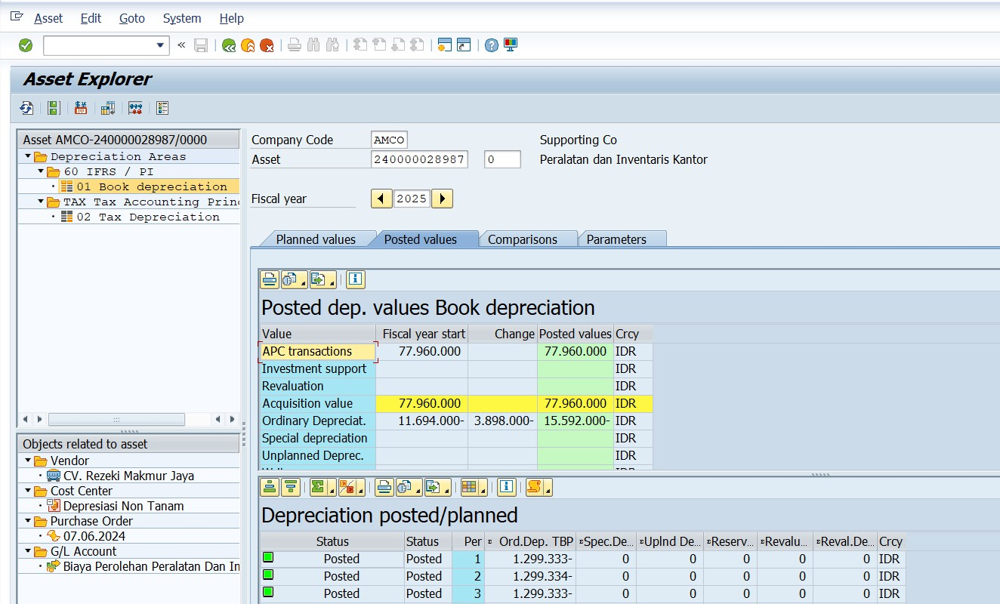 Asset Edit Goto System Help
Asset Explorer
Asset AMCO-240000028987/0000
Depreciation Areas
60 IFRS / PI
01 Book depreciation
TAX Tax Accounting Prin
02 Tax Depreciation
Company Code AMCO Supporting Co
Asset 240000028987 0 Peralatan dan Inventaris Kantor
Fiscal year 2025
Planned values Posted values Comparisons Parameters
Posted dep. values Book depreciation
Value Fiscal year start Change Posted values Crcy
APC transactions 77.960.000 77.960.000 IDR
Investment support IDR
Revaluation IDR
Acquisition value 77.960.000 77.960.000 IDR
Ordinary Depreciat. 11.694.000- 3.898.000- 15.592.000- IDR
Special depreciation IDR
Unplanned Deprec. IDR
Objects related to asset
Vendor
CV. Rezeki Makmur Jaya
Cost Center
Depresiasi Non Tanam
Purchase Order
07.06.2024
G/L Account
Biaya Perolehan Peralatan Dan In
Depreciation posted/planned
Status Status Per Ord.Dep. TBP Spec.De... Uplnd De... Reserv... Revalu... Reval.De... Crcy
Posted Posted 1 1.299.333- 0 0 0 0 0 IDR
Posted Posted 2 1.299.334- 0 0 0 0 0 IDR
Posted Posted 3 1.299.333- 0 0 0 0 0 IDR